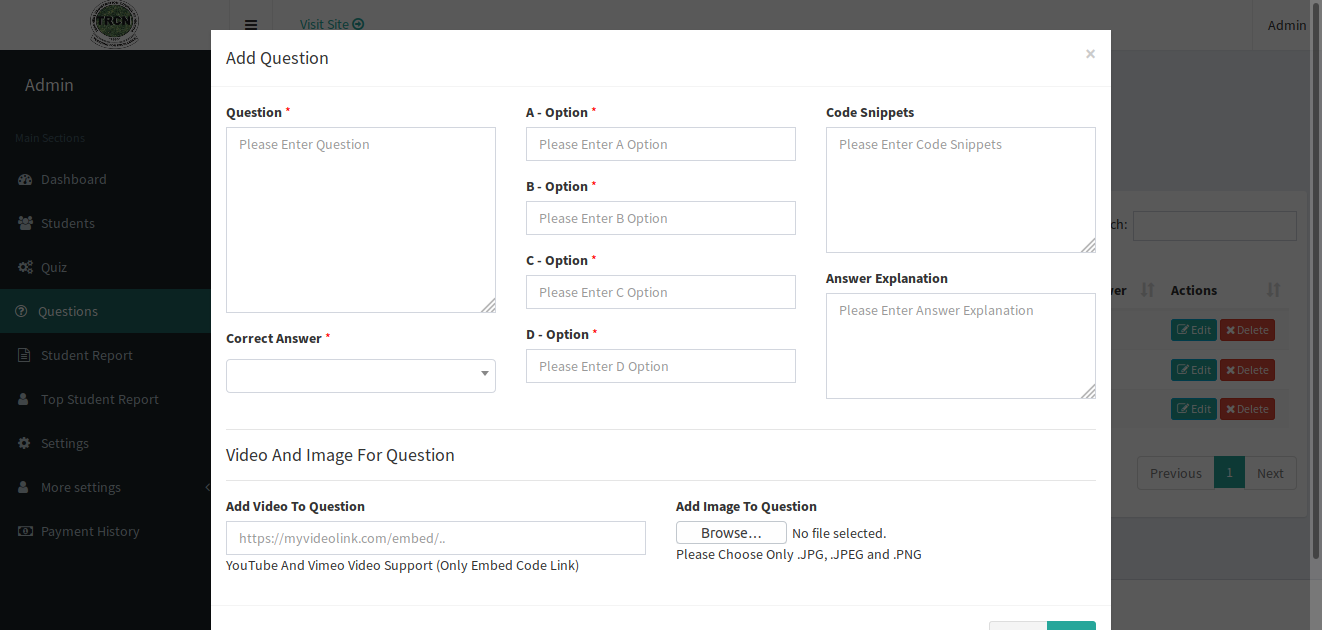 TRCN
Visit Site
Admin
Admin
Main Sections
Dashboard
Students
Quiz
Questions
Student Report
Top Student Report
Settings
More settings
Payment History
Add Question
×
Question *
Please Enter Question
Correct Answer *
A - Option *
Please Enter A Option
B - Option *
Please Enter B Option
C - Option *
Please Enter C Option
D - Option *
Please Enter D Option
Code Snippets
Please Enter Code Snippets
Answer Explanation
Please Enter Answer Explanation
Video And Image For Question
Add Video To Question
https://myvideolink.com/embed/..
YouTube And Vimeo Video Support (Only Embed Code Link)
Add Image To Question
Browse… No file selected.
Please Choose Only .JPG, .JPEG and .PNG
ch:
ver Actions
Edit Delete
Edit Delete
Edit Delete
Previous 1 Next